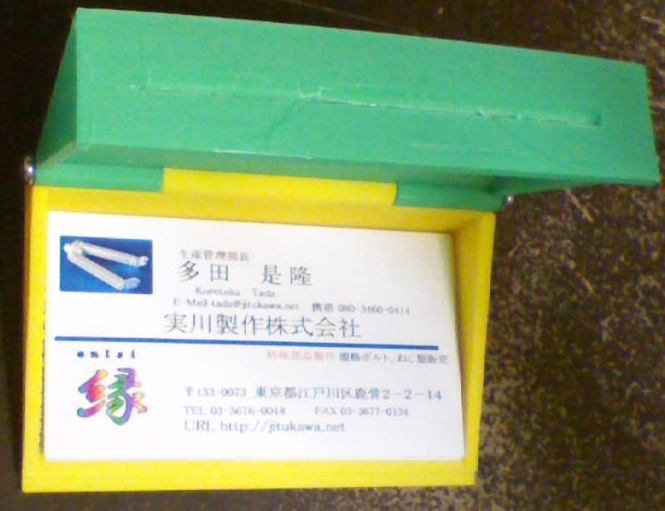 生産管理部長
多田 是隆
Koretaka Tada
E-Mail tada@jitukawa.net 携帯 080-3460-0414
実川製作株式会社
特殊部品製作 規格ボルト、ねじ類販売
enisi
縁
〒133-0073 東京都江戸川区鹿骨2-2-14
TEL 03-3676-0018 FAX 03-3677-0134
URL http://jitukawa.net